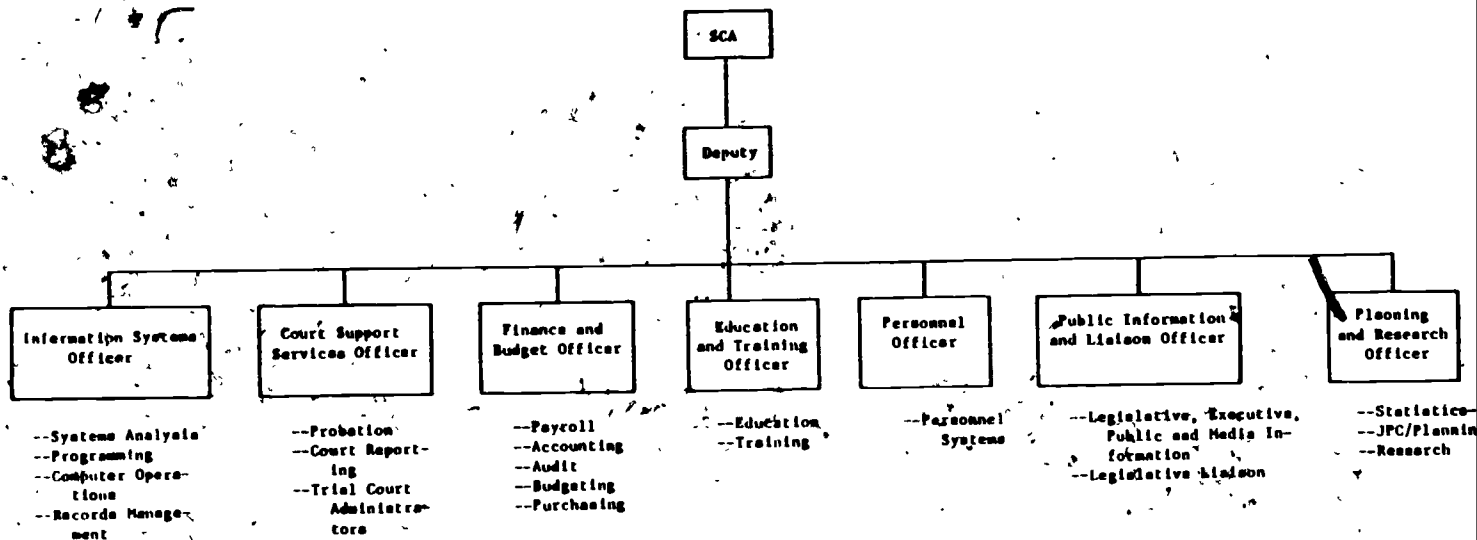 SCA
Deputy
Information Systems
Officer
Court Support
Services Officer
Finance and
Budget Officer
Education
and Training
Officer
Personnel
Officer
Public Information
and Liaison Officer
Planning
and Research
Officer
--Systems Analysis
--Programming
--Computer Opera-
tions
--Records Manage-
ment
--Probation
--Court Report-
ing
--Trial Court
Administra-
tors
--Payroll
--Accounting
--Audit
--Budgeting
--Purchasing
--Education
--Training
--Personnel
Systems
--Legislative, Executive,
Public and Media In-
formation
--Legislative Liaison
--Statistics
--JPC/Plannin
--Research